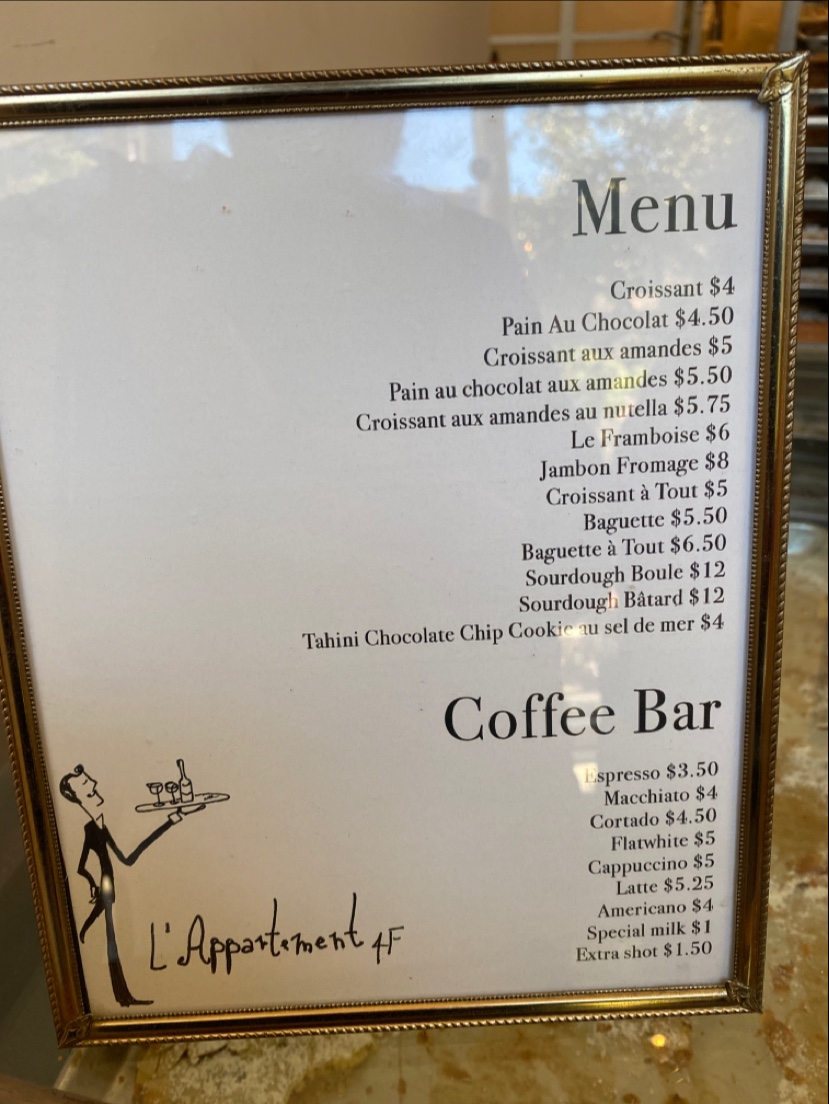 Menu
Croissant $4
Pain Au Chocolat $4.50
Croissant aux amandes $5
Pain au chocolat aux amandes $5.50
Croissant aux amandes au nutella $5.75
Le Framboise $6
Jambon Fromage $8
Croissant à Tout $5
Baguette $5.50
Baguette à Tout $6.50
Sourdough Boule $12
Sourdough Bâtard $12
Tahini Chocolate Chip Cookie au sel de mer $4
Coffee Bar
Espresso $3.50
Macchiato $4
Cortado $4.50
Flatwhite $5
Cappuccino $5
Latte $5.25
Americano $4
Special milk $1
Extra shot $1.50
L'Appartement 4F